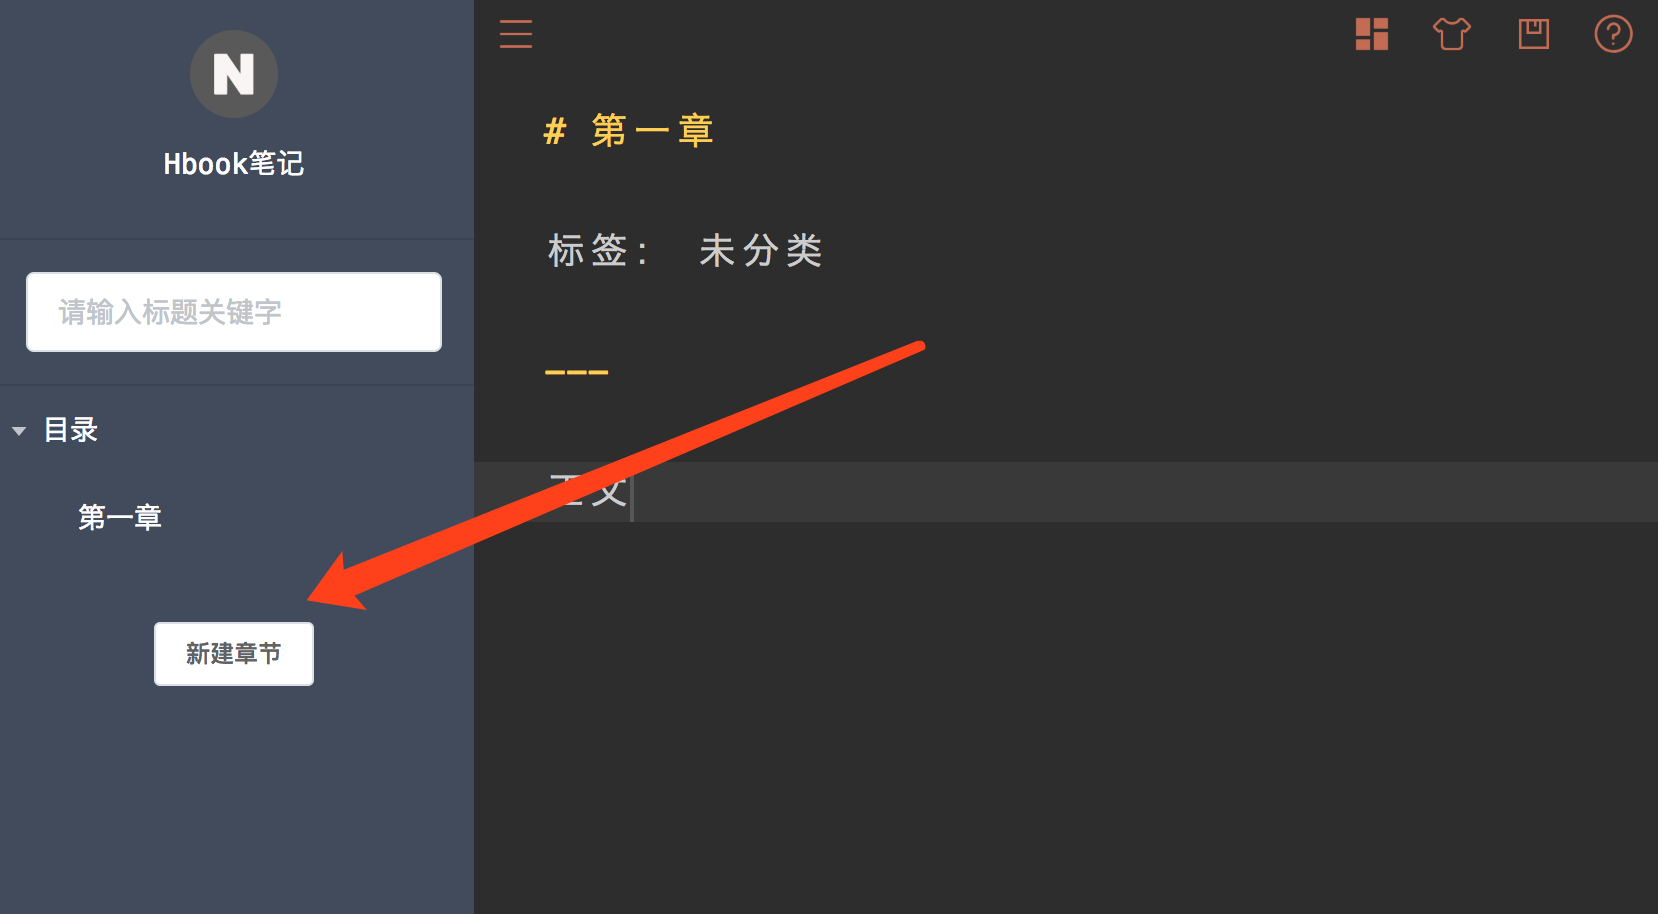 N
Hbook笔记
请输入标题关键字
目录
第一章
新建章节
# 第一章
标签： 未分类
---
正文